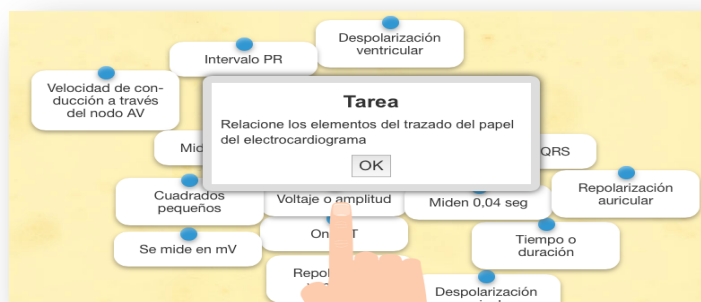 Despolarización
ventricular
Intervalo PR
Velocidad de con-
ducción a través
del nodo AV
Tarea
Relacione los elementos del trazado del papel
del electrocardiograma
OK
QRS
Cuadrados
pequeños
Voltaje o amplitud
Miden 0,04 seg
Repolarización
auricular
Se mide en mV
Tiempo o
duración
Despolarización